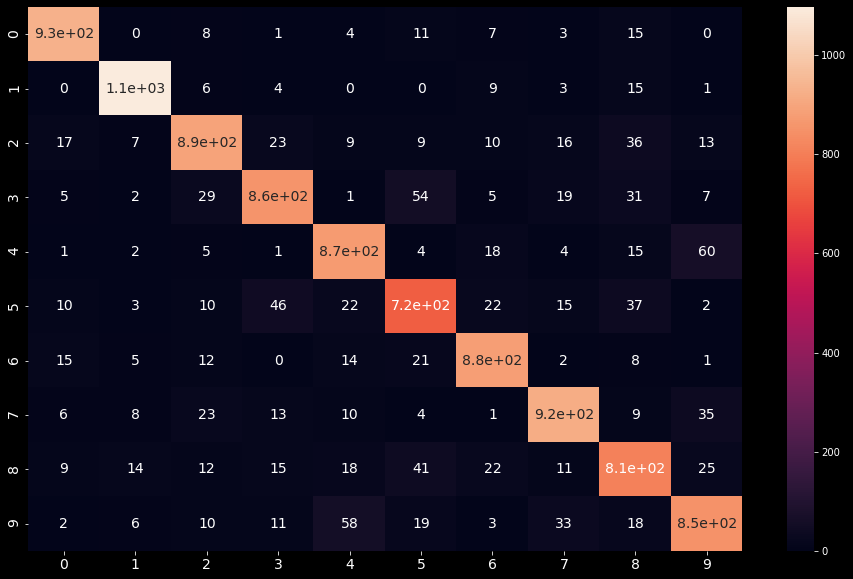 0 9.3e+02 0 8 1 4 11 7 3 15 0
1 0 1.1e+03 6 4 0 0 9 3 15 1
2 17 7 8.9e+02 23 9 9 10 16 36 13
3 5 2 29 8.6e+02 1 54 5 19 31 7
4 1 2 5 1 8.7e+02 4 18 4 15 60
5 10 3 10 46 22 7.2e+02 22 15 37 2
6 15 5 12 0 14 21 8.8e+02 2 8 1
7 6 8 23 13 10 4 1 9.2e+02 9 35
8 9 14 12 15 18 41 22 11 8.1e+02 25
9 2 6 10 11 58 19 3 33 18 8.5e+02
0 1 2 3 4 5 6 7 8 9
1000
800
600
400
200
0